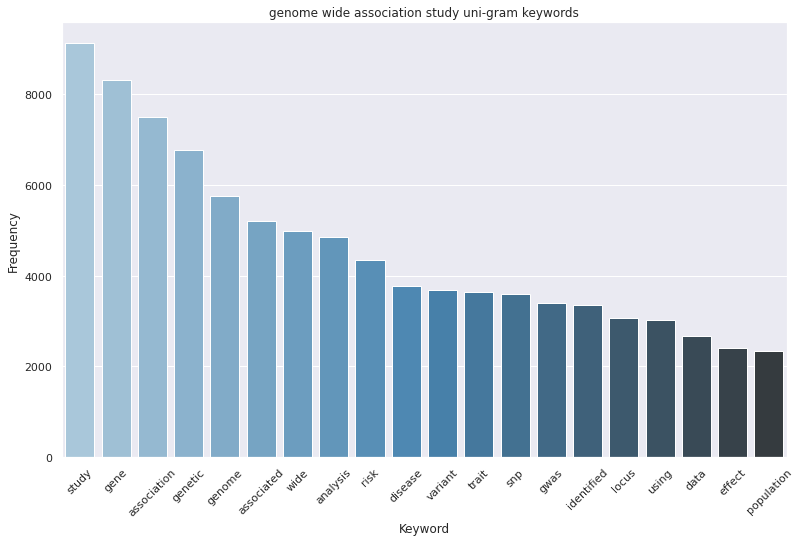 genome wide association study uni-gram keywords
Frequency
8000
6000
4000
2000
0
study
gene
association
genetic
genome
associated
wide
analysis
risk
disease
variant
trait
snp
gwas
identified
locus
using
data
effect
population
Keyword